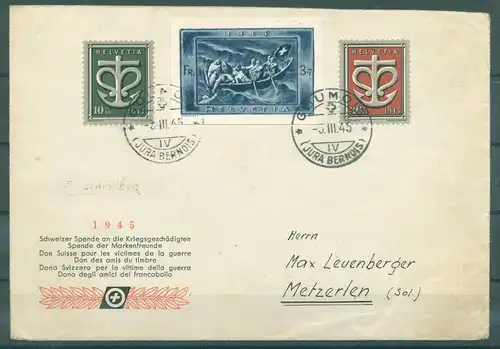 HELVETIA
10+10
1945
1945
FR.
3+7
HELVETIA
HELVETIA
1945
-3.III.45
IV
(JURA BERNOIS)
-3.III.45
IV
(JURA BERNOIS)
1945
Schweizer Spende an die Kriegsgeschädigten
Spende der Markenfreunde
Don Suisse pour les victimes de la guerre
Don des amis du timbre
Dono Svizzero per le vittime della guerra
Dono degli amici del francobollo
Herrn
Max Leuenberger
Metzerlen (Sol.)